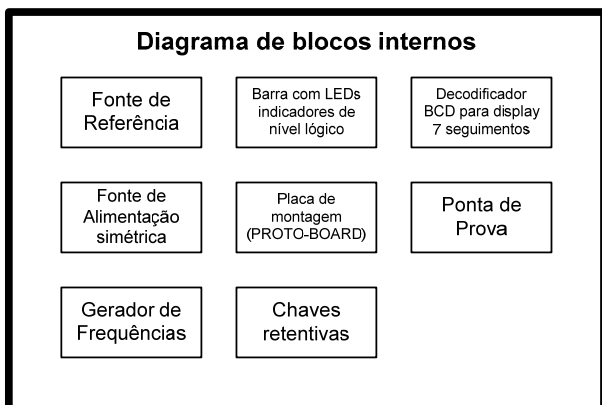 Diagrama de blocos internos
Fonte de
Referência
Barra com LEDs
indicadores de
nível lógico
Decodificador
BCD para display
7 seguimentos
Fonte de
Alimentação
simétrica
Placa de
montagem
(PROTO-BOARD)
Ponta de
Prova
Gerador de
Frequências
Chaves
retentivas